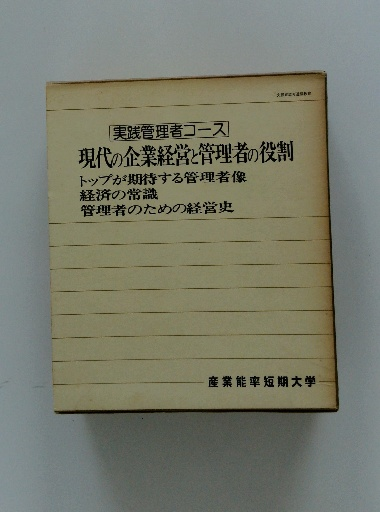 実践管理者コース
現代の企業経営と管理者の役割
トップが期待する管理者像
経済の常識
管理者のための経営史
産業能率短期大学